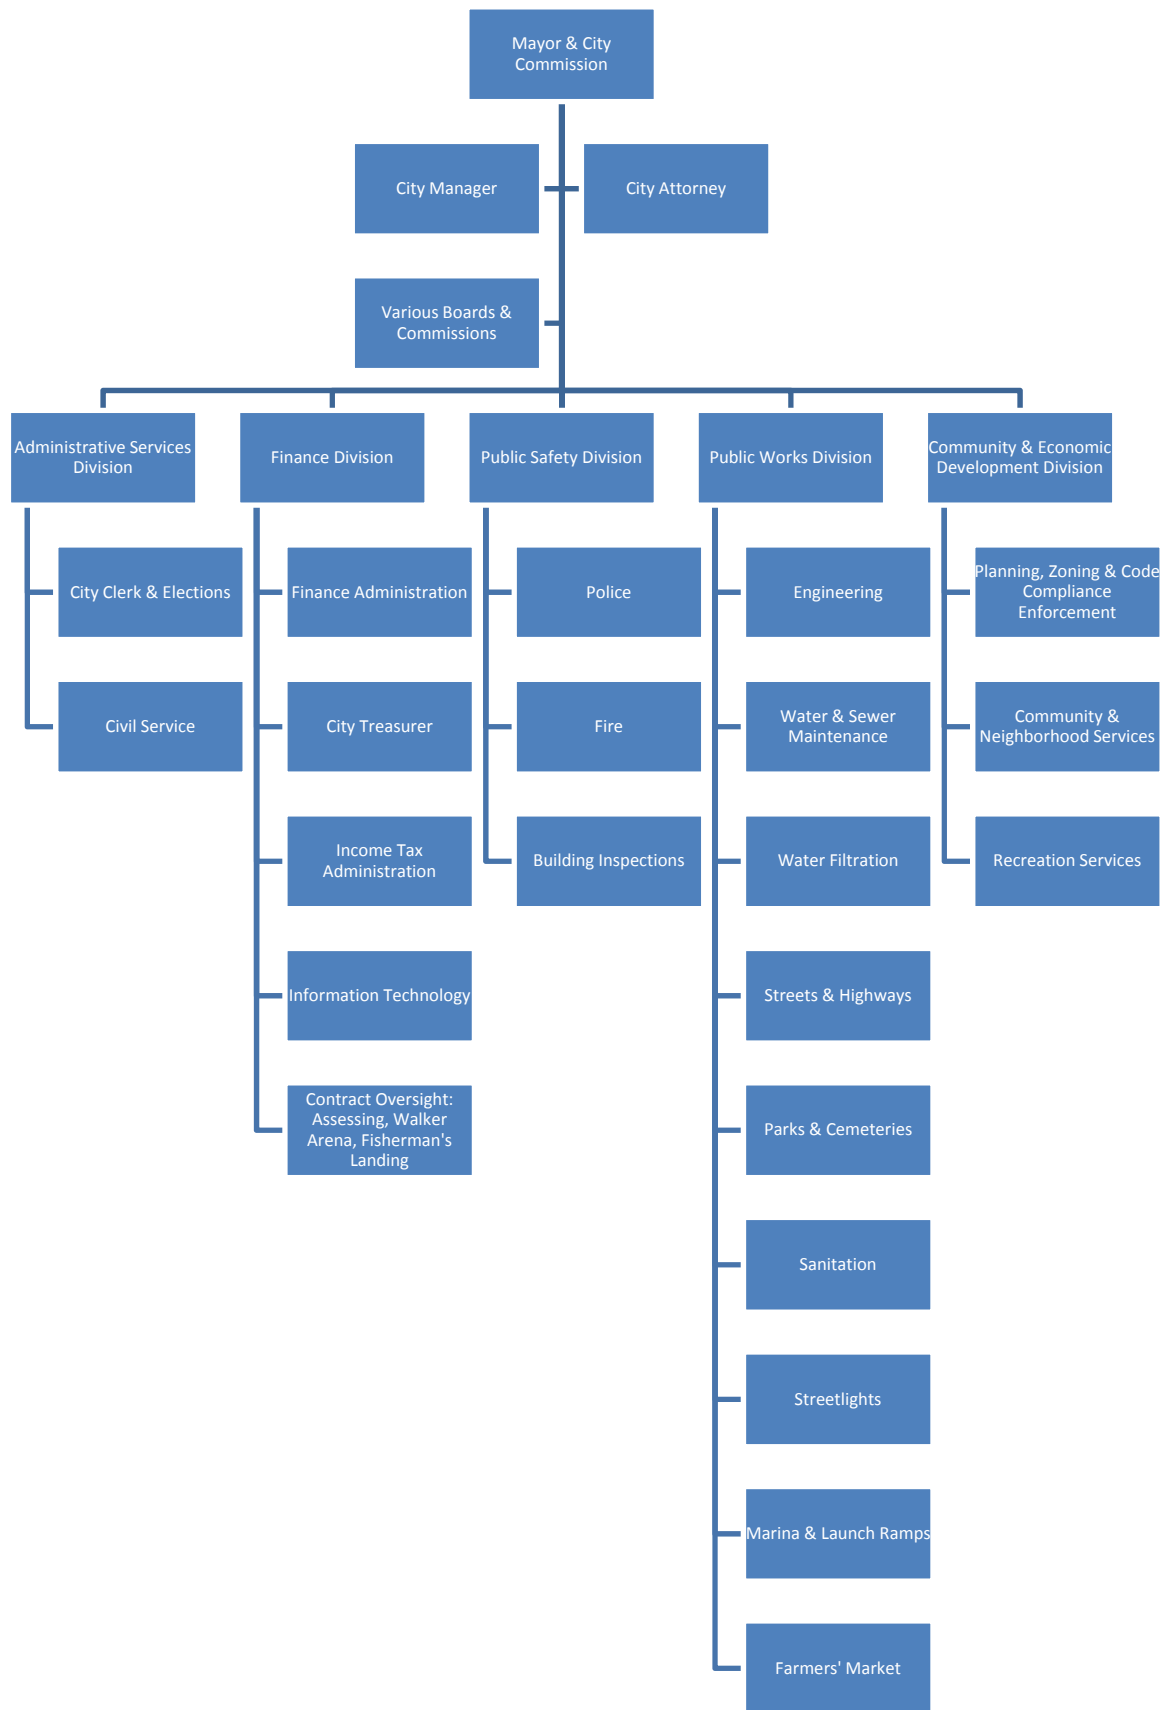 Mayor & City
Commission
City Manager
City Attorney
Various Boards &
Commissions
Administrative Services
Division
Finance Division
Public Safety Division
Public Works Division
Community & Economic
Development Division
City Clerk & Elections
Civil Service
Finance Administration
City Treasurer
Income Tax
Administration
Information Technology
Contract Oversight:
Assessing, Walker
Arena, Fisherman's
Landing
Police
Fire
Building Inspections
Engineering
Water & Sewer
Maintenance
Water Filtration
Streets & Highways
Parks & Cemeteries
Sanitation
Streetlights
Marina & Launch Ramps
Farmers' Market
Planning, Zoning & Code
Compliance
Enforcement
Community &
Neighborhood Services
Recreation Services